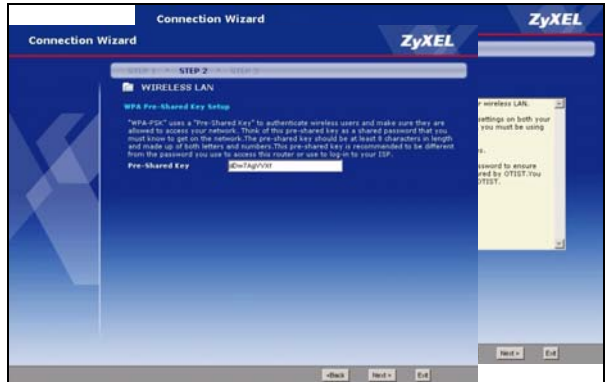 Connection Wizard
ZyXEL
Connection Wizard
ZyXEL
STEP 1 STEP 2 STEP 3
WIRELESS LAN
WPA Pre-Shared Key Setup
"WPA-PSK" uses a "Pre-Shared Key" to authenticate wireless users and make sure they are
allowed to access your network. Think of this pre-shared key as a shared password that you
must know to get on the network.The pre-shared key should be at least 8 characters in length
and made up of both letters and numbers.This pre-shared key is recommended to be different
from the password you use to access this router or use to log-in to your ISP.
Pre-Shared Key
<Back Next > Exit
r wireless LAN.
settings on both your
you must be using
ssword to ensure
red by OTIST.You
OTIST.
Next > Exit